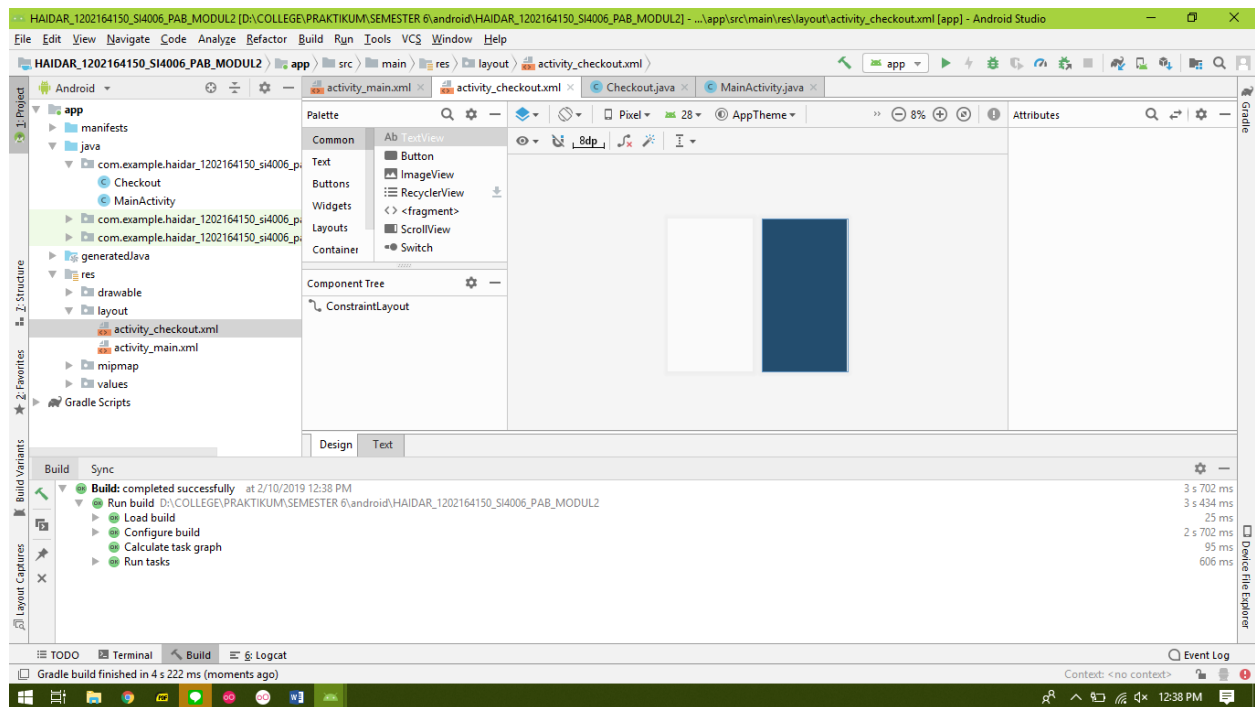 HAIDAR_1202164150_SI4006_PAB_MODUL2 [D:\COLLEGE\PRAKTIKUM\SEMESTER 6\android\HAIDAR_1202164150_SI4006_PAB_MODUL2] - ...\app\src\main\res\layout\activity_checkout.xml [app] - Android Studio
File Edit View Navigate Code Analyze Refactor Build Run Tools VCS Window Help
HAIDAR_1202164150_SI4006_PAB_MODUL2 app src main res layout activity_checkout.xml app
Android activity_main.xml activity_checkout.xml Checkout.java MainActivity.java
1: Project
Gradle
app
manifests
java
com.example.haidar_1202164150_si4006_pa
Checkout
MainActivity
com.example.haidar_1202164150_si4006_pa
com.example.haidar_1202164150_si4006_pa
generatedJava
res
drawable
layout
activity_checkout.xml
activity_main.xml
mipmap
values
Gradle Scripts
Palette
Common
Text
Buttons
Widgets
Layouts
Container
Ab TextView
Button
ImageView
RecyclerView
<> <fragment>
ScrollView
Switch
Component Tree
ConstraintLayout
Pixel 28 AppTheme » 8%
8dp
Attributes
Design Text
Z: Structure
2: Favorites
Build Variants
Layout Captures
Build Sync
Build: completed successfully at 2/10/2019 12:38 PM 3 s 702 ms
Run build D:\COLLEGE\PRAKTIKUM\SEMESTER 6\android\HAIDAR_1202164150_SI4006_PAB_MODUL2 3 s 434 ms
Load build 25 ms
Configure build 2 s 702 ms
Calculate task graph 95 ms
Run tasks 606 ms
Device File Explorer
TODO Terminal Build 6: Logcat Event Log
Gradle build finished in 4 s 222 ms (moments ago) Context: <no context>
12:38 PM